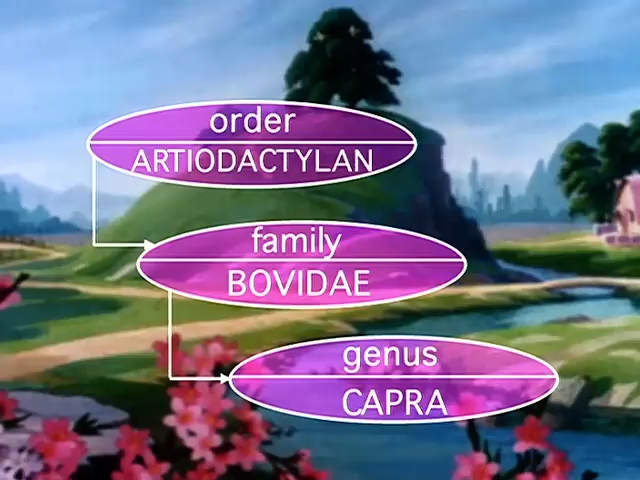 order
ARTIODACTYLAN
family
BOVIDAE
genus
CAPRA